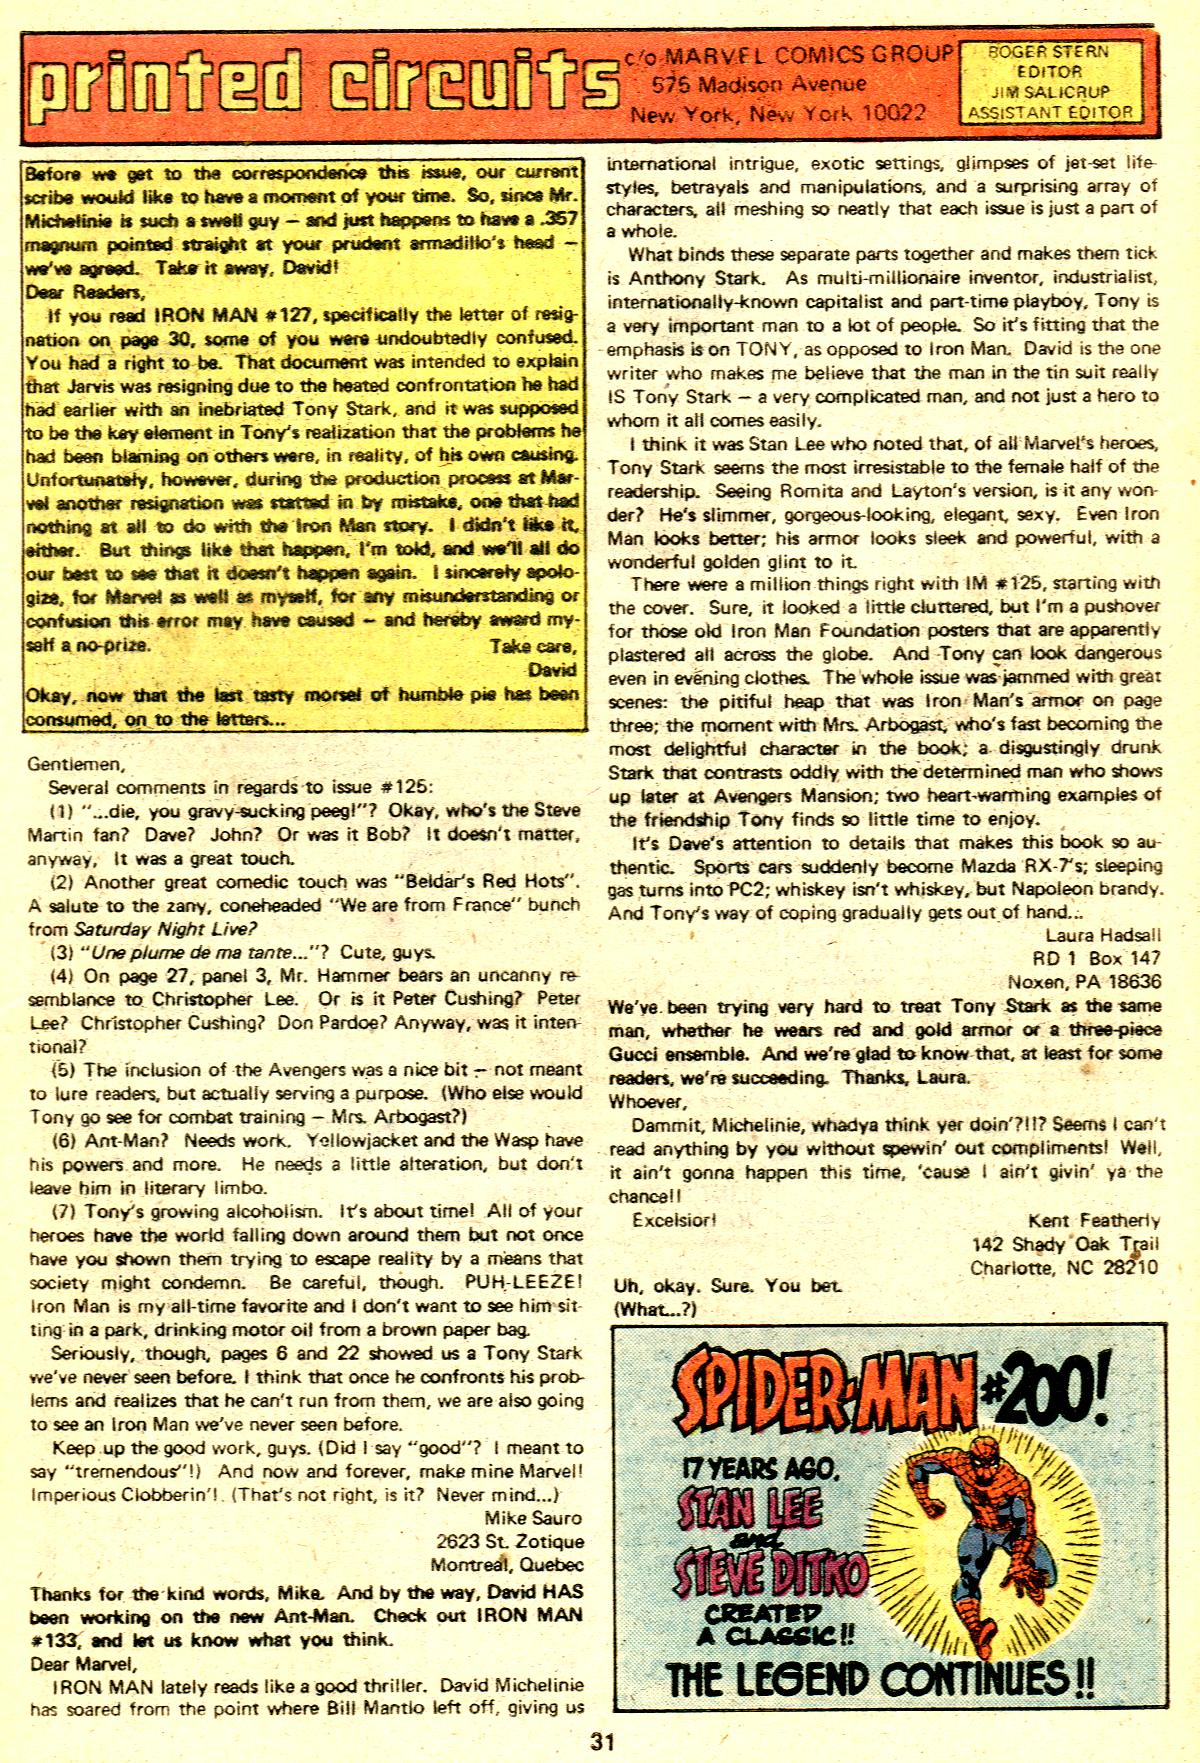 printed circuits
c/o MARVEL COMICS GROUP
575 Madison Avenue
New York, New York 10022
ROGER STERN
EDITOR
JIM SALICRUP
ASSISTANT EDITOR
Before we get to the correspondence this issue, our current
scribe would like to have a moment of your time. So, since Mr.
Michelinie is such a swell guy — and just happens to have a .357
magnum pointed straight at your prudent armadillo's head —
we've agreed. Take it away, David!
Dear Readers,
If you read IRON MAN #127, specifically the letter of resig-
nation on page 30, some of you were undoubtedly confused.
You had a right to be. That document was intended to explain
that Jarvis was resigning due to the heated confrontation he had
had earlier with an inebriated Tony Stark, and it was supposed
to be the key element in Tony's realization that the problems he
had been blaming on others were, in reality, of his own causing.
Unfortunately, however, during the production process at Mar-
vel another resignation was statted in by mistake, one that had
nothing at all to do with the Iron Man story. I didn't like it,
either. But things like that happen, I'm told, and we'll all do
our best to see that it doesn't happen again. I sincerely apolo-
gize, for Marvel as well as myself, for any misunderstanding or
confusion this error may have caused — and hereby award my-
self a no-prize. Take care,
David
Okay, now that the last tasty morsel of humble pie has been
consumed, on to the letters...
Gentlemen,
Several comments in regards to issue #125:
(1) "...die, you gravy-sucking peeg!"? Okay, who's the Steve
Martin fan? Dave? John? Or was it Bob? It doesn't matter,
anyway, It was a great touch.
(2) Another great comedic touch was "Beldar's Red Hots".
A salute to the zany, coneheaded "We are from France" bunch
from Saturday Night Live?
(3) "Une plume de ma tante..."? Cute, guys.
(4) On page 27, panel 3, Mr. Hammer bears an uncanny re-
semblance to Christopher Lee. Or is it Peter Cushing? Peter
Lee? Christopher Cushing? Don Pardoe? Anyway, was it inten-
tional?
(5) The inclusion of the Avengers was a nice bit — not meant
to lure readers, but actually serving a purpose. (Who else would
Tony go see for combat training — Mrs. Arbogast?)
(6) Ant-Man? Needs work. Yellowjacket and the Wasp have
his powers and more. He needs a little alteration, but don't
leave him in literary limbo.
(7) Tony's growing alcoholism. It's about time! All of your
heroes have the world falling down around them but not once
have you shown them trying to escape reality by a means that
society might condemn. Be careful, though. PUH-LEEZE!
Iron Man is my all-time favorite and I don't want to see him sit-
ting in a park, drinking motor oil from a brown paper bag.
Seriously, though, pages 6 and 22 showed us a Tony Stark
we've never seen before. I think that once he confronts his prob-
lems and realizes that he can't run from them, we are also going
to see an Iron Man we've never seen before.
Keep up the good work, guys. (Did I say "good"? I meant to
say "tremendous"!) And now and forever, make mine Marvel!
Imperious Clobberin'!. (That's not right, is it? Never mind...)
Mike Sauro
2623 St. Zotique
Montreal, Quebec
Thanks for the kind words, Mike. And by the way, David HAS
been working on the new Ant-Man. Check out IRON MAN
#133, and let us know what you think.
Dear Marvel,
IRON MAN lately reads like a good thriller. David Michelinie
has soared from the point where Bill Mantlo left off, giving us
international intrigue, exotic settings, glimpses of jet-set life-
styles, betrayals and manipulations, and a surprising array of
characters, all meshing so neatly that each issue is just a part of
a whole.
What binds these separate parts together and makes them tick
is Anthony Stark. As multi-millionaire inventor, industrialist,
internationally-known capitalist and part-time playboy, Tony is
a very important man to a lot of people. So it's fitting that the
emphasis is on TONY, as opposed to Iron Man. David is the one
writer who makes me believe that the man in the tin suit really
IS Tony Stark — a very complicated man, and not just a hero to
whom it all comes easily.
I think it was Stan Lee who noted that, of all Marvel's heroes,
Tony Stark seems the most irresistable to the female half of the
readership. Seeing Romita and Layton's version, is it any won-
der? He's slimmer, gorgeous-looking, elegant, sexy. Even Iron
Man looks better; his armor looks sleek and powerful, with a
wonderful golden glint to it.
There were a million things right with IM #125, starting with
the cover. Sure, it looked a little cluttered, but I'm a pushover
for those old Iron Man Foundation posters that are apparently
plastered all across the globe. And Tony can look dangerous
even in evening clothes. The whole issue was jammed with great
scenes: the pitiful heap that was Iron Man's armor on page
three; the moment with Mrs. Arbogast, who's fast becoming the
most delightful character in the book; a disgustingly drunk
Stark that contrasts oddly with the determined man who shows
up later at Avengers Mansion; two heart-warming examples of
the friendship Tony finds so little time to enjoy.
It's Dave's attention to details that makes this book so au-
thentic. Sports cars suddenly become Mazda RX-7's; sleeping
gas turns into PC2; whiskey isn't whiskey, but Napoleon brandy.
And Tony's way of coping gradually gets out of hand...
Laura Hadsall
RD 1 Box 147
Noxen, PA 18636
We've been trying very hard to treat Tony Stark as the same
man, whether he wears red and gold armor or a three-piece
Gucci ensemble. And we're glad to know that, at least for some
readers, we're succeeding. Thanks, Laura.
Whoever,
Dammit, Michelinie, whadya think yer doin'?!!? Seems I can't
read anything by you without spewin' out compliments! Well,
it ain't gonna happen this time, 'cause I ain't givin' ya the
chance!!
Excelsior! Kent Featherly
142 Shady Oak Trail
Charlotte, NC 28210
Uh, okay. Sure. You bet.
(What...?)
SPIDER-MAN #200!
17 YEARS AGO,
STAN LEE
and
STEVE DITKO
CREATED
A CLASSIC!!
THE LEGEND CONTINUES!!
31